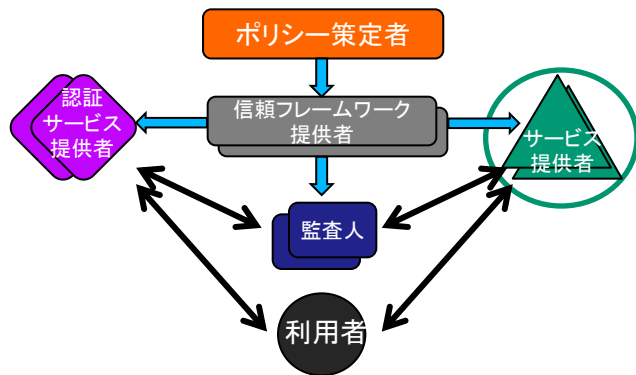 ポリシー策定者
信頼フレームワーク
提供者
認証
サービス
提供者
サービス
提供者
監査人
利用者